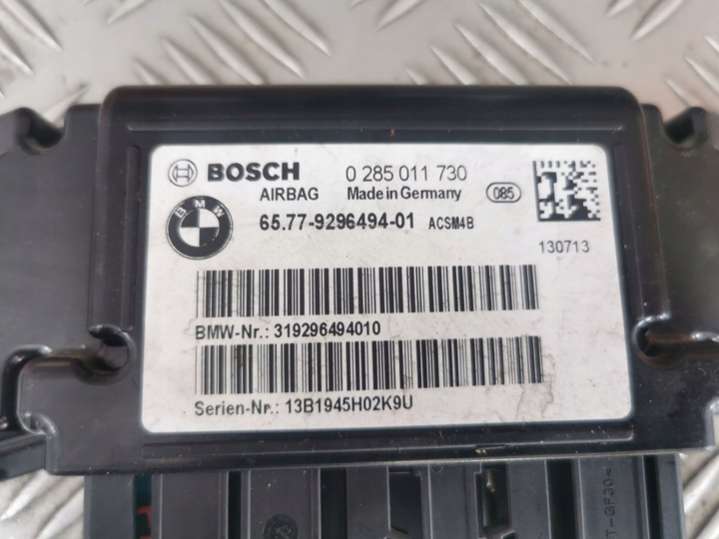 BOSCH 0 285 011 730
AIRBAG Made in Germany 085
BMW 65.77-9296494-01 ACSM4B
130713
BMW-Nr.: 319296494010
Serien-Nr.: 13B1945H02K9U